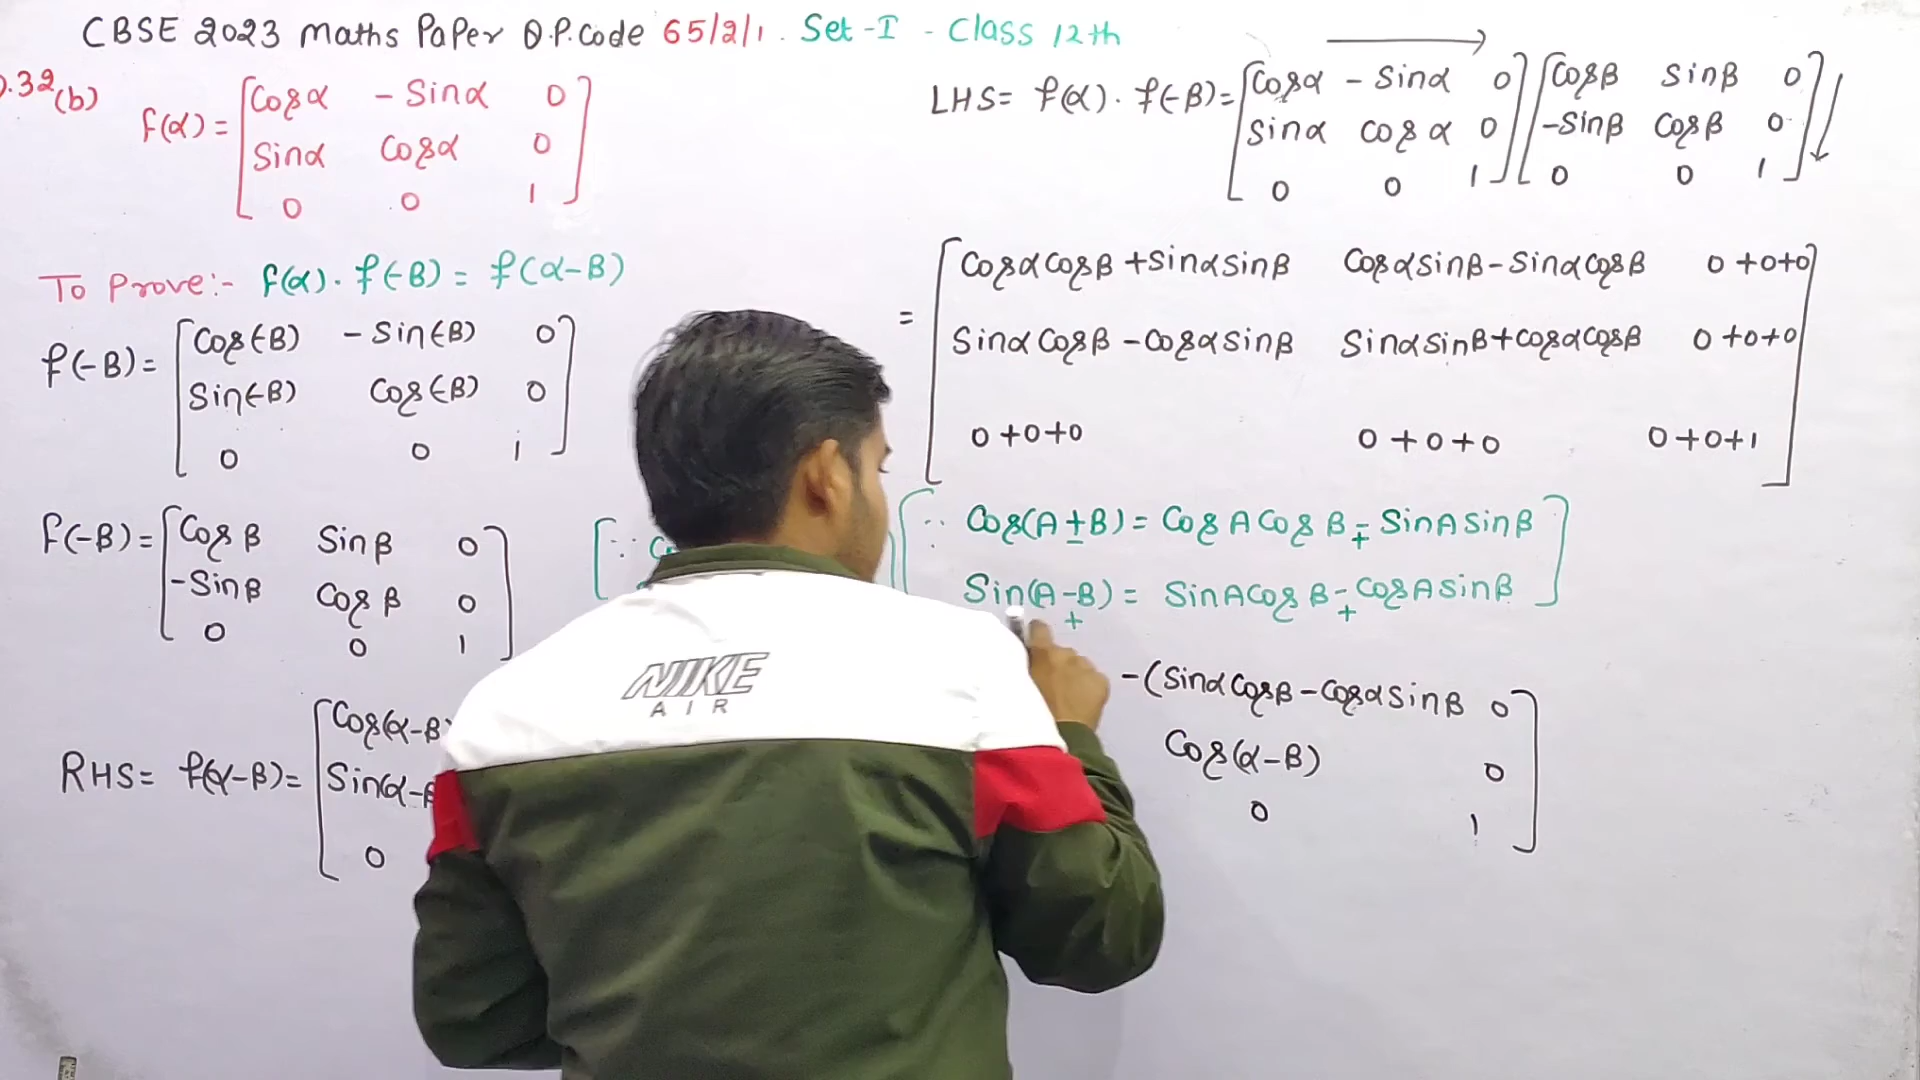 CBSE 2023 Maths Paper Q.P.Code 65/2/1. Set-I - Class 12th
.32(b)
f(α) = [Cosα -Sinα 0
Sinα Cosα 0
0 0 1]
To Prove:- f(α).f(-β) = f(α-β)
f(-β) = [Cos(-β) -Sin(-β) 0
Sin(-β) Cos(-β) 0
0 0 1]
f(-β) = [Cosβ Sinβ 0
-Sinβ Cosβ 0
0 0 1]
[∵
RHS = f(α-β) = [Cos(α-β
Sin(α-β
0
LHS = f(α).f(-β) = [Cosα -Sinα 0] [Cosβ Sinβ 0]
Sinα Cosα 0 -Sinβ Cosβ 0
0 0 1 0 0 1
= [CosαCosβ+SinαSinβ CosαSinβ-SinαCosβ 0+0+0
SinαCosβ-CosαSinβ SinαSinβ+CosαCosβ 0+0+0
0+0+0 0+0+0 0+0+1]
[∵ Cos(A±B) = CosACosB∓SinASinB
Sin(A-B) = SinACosB-CosASinB]
+ +
-(SinαCosβ-CosαSinβ 0
Cos(α-β) 0
0 1]
NIKE
AIR